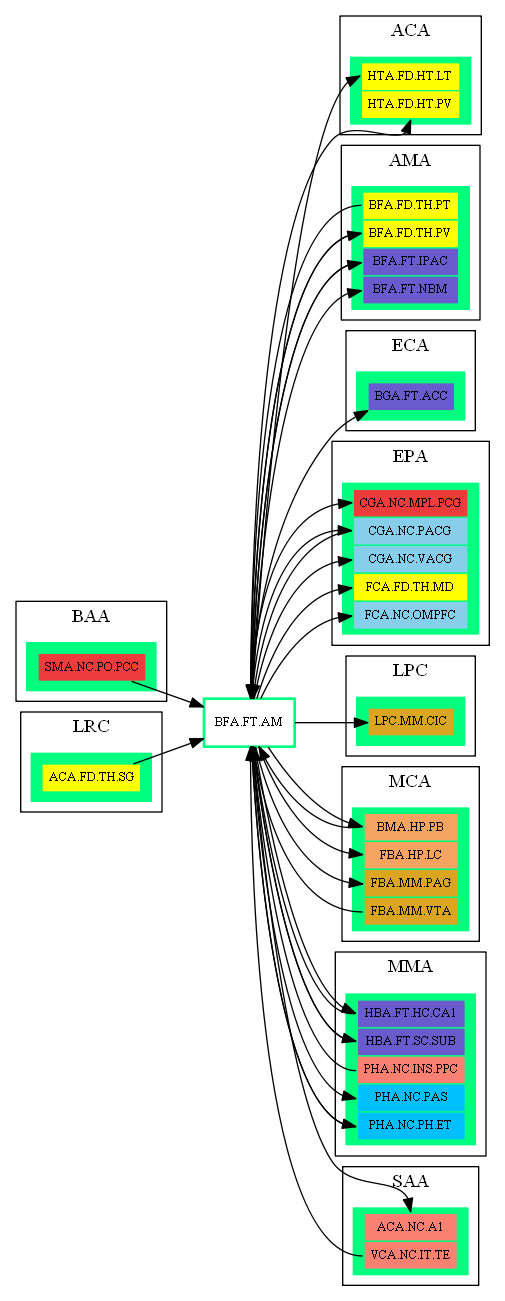 ACA
HTA.FD.HT.LT
HTA.FD.HT.PV
AMA
BFA.FD.TH.PT
BFA.FD.TH.PV
BFA.FT.IPAC
BFA.FT.NBM
ECA
BGA.FT.ACC
EPA
CGA.NC.MPL.PCG
CGA.NC.PACG
CGA.NC.VACG
FCA.FD.TH.MD
FCA.NC.OMPFC
BAA
SMA.NC.PO.PCC
LRC
ACA.FD.TH.SG
BFA.FT.AM
LPC
LPC.MM.CIC
MCA
BMA.HP.PB
FBA.HP.LC
FBA.MM.PAG
FBA.MM.VTA
MMA
HBA.FT.HC.CA1
HBA.FT.SC.SUB
PHA.NC.INS.PPC
PHA.NC.PAS
PHA.NC.PH.ET
SAA
ACA.NC.A1
VCA.NC.IT.TE